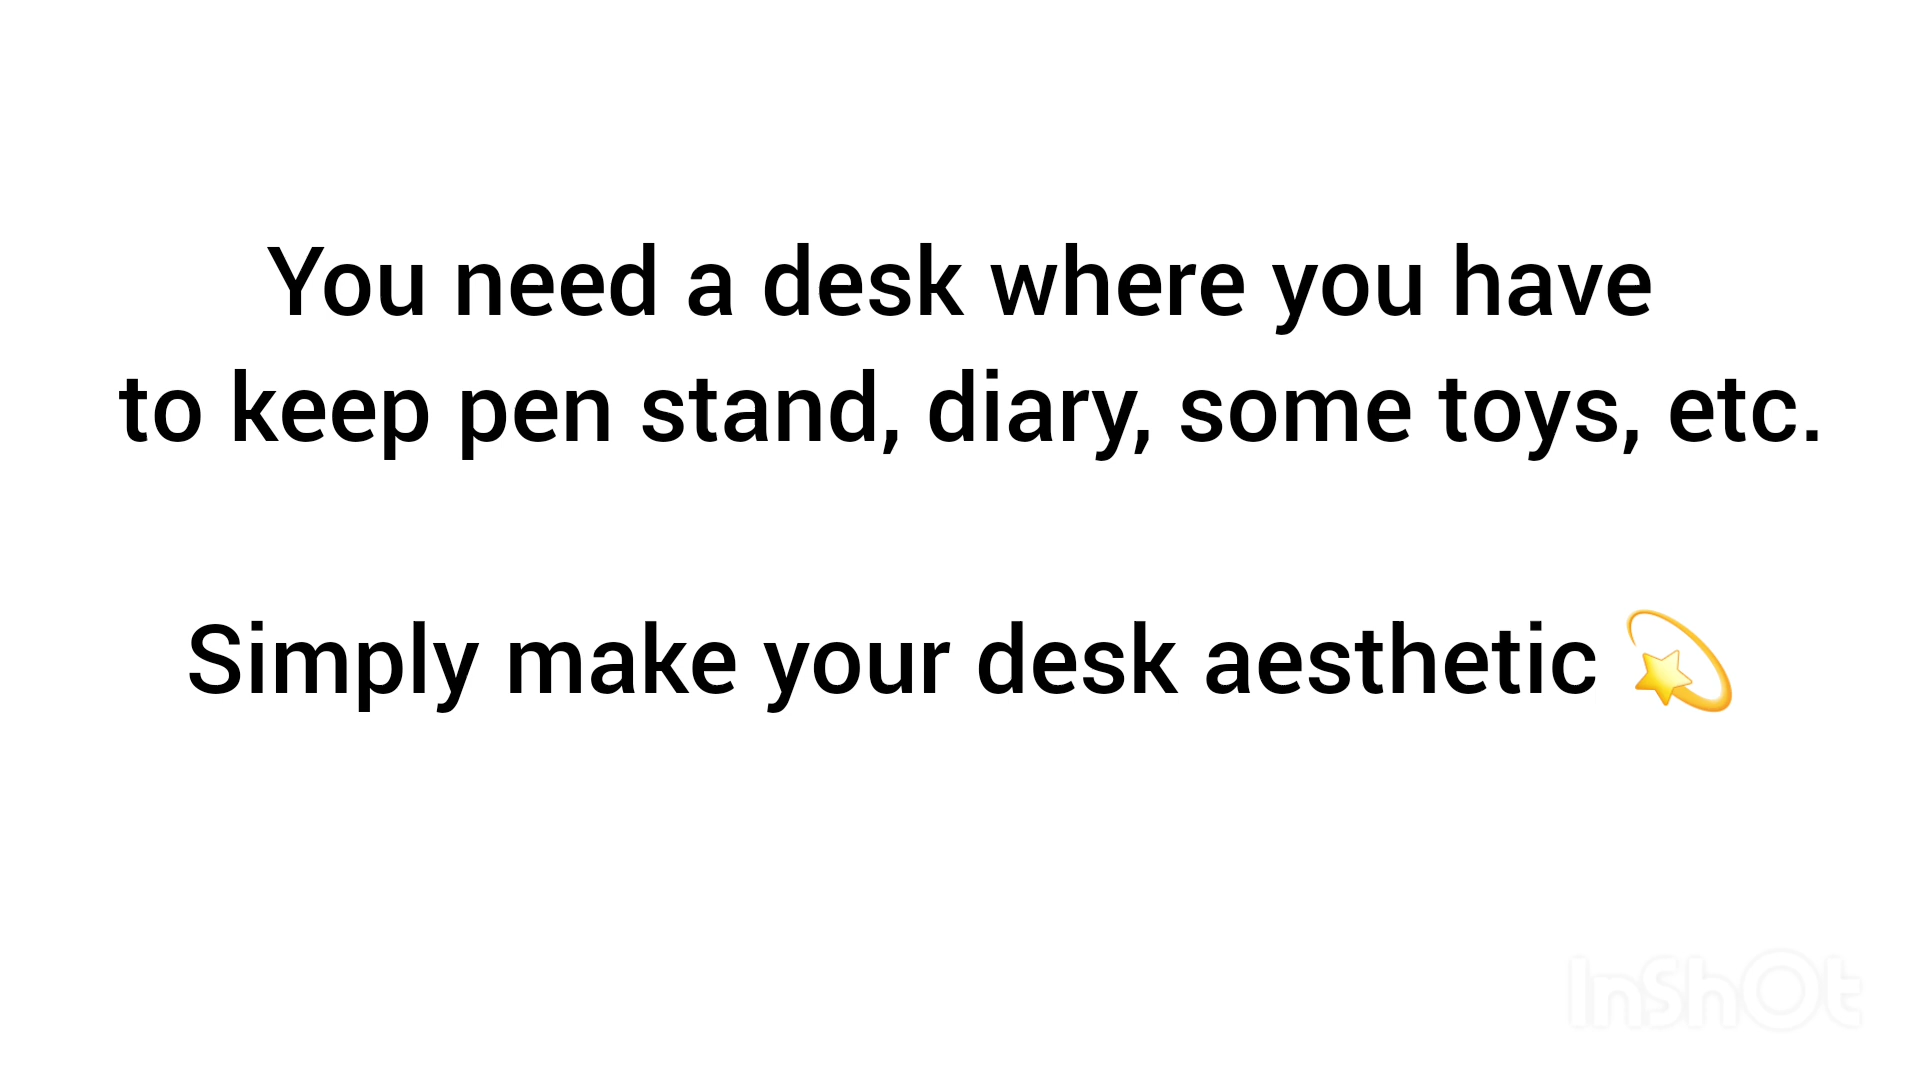 You need a desk where you have
to keep pen stand, diary, some toys, etc.
Simply make your desk aesthetic 💫
InShOt